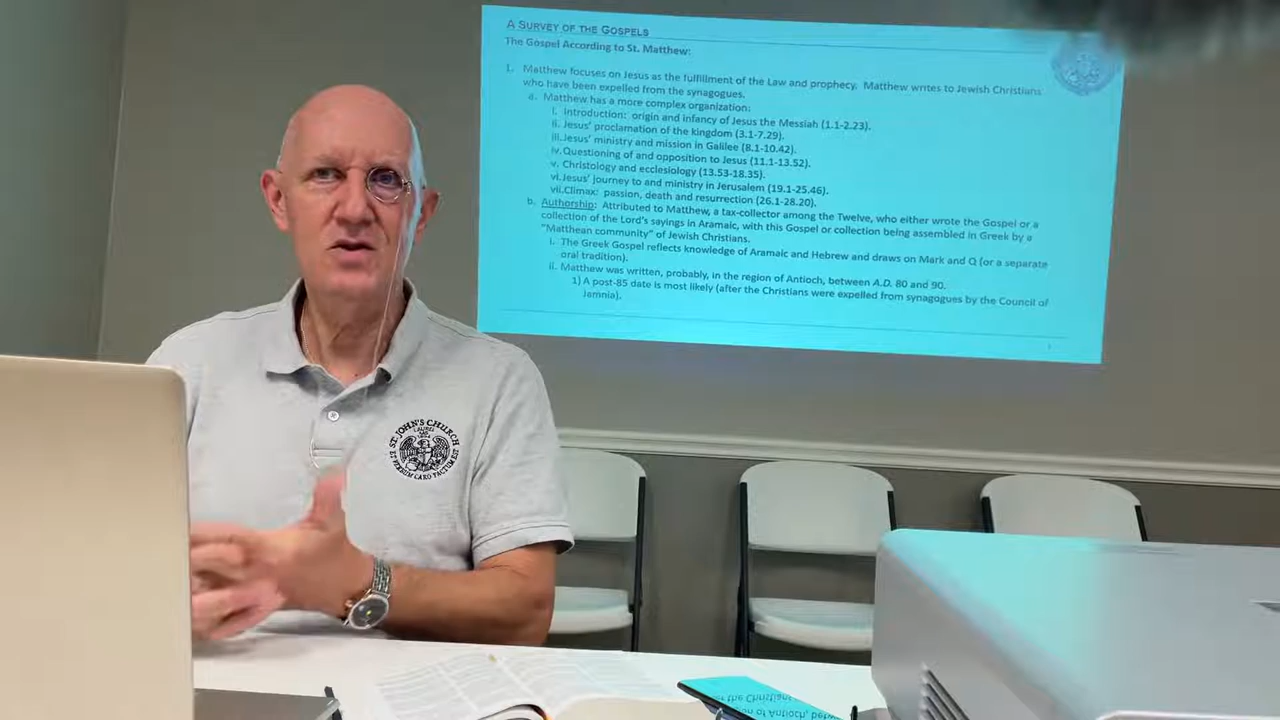 A SURVEY OF THE GOSPELS
The Gospel According to St. Matthew:
1. Matthew focuses on Jesus as the fulfillment of the Law and prophecy. Matthew writes to Jewish Christians
who have been expelled from the synagogues.
a. Matthew has a more complex organization:
i. Introduction: origin and infancy of Jesus the Messiah (1.1-2.23).
ii. Jesus' proclamation of the kingdom (3.1-7.29).
iii. Jesus' ministry and mission in Galilee (8.1-10.42).
iv. Questioning of and opposition to Jesus (11.1-13.52).
v. Christology and ecclesiology (13.53-18.35).
vi. Jesus' journey to and ministry in Jerusalem (19.1-25.46).
vii. Climax: passion, death and resurrection (26.1-28.20).
b. Authorship: Attributed to Matthew, a tax-collector among the Twelve, who either wrote the Gospel or a
collection of the Lord's sayings in Aramaic, with this Gospel or collection being assembled in Greek by a
"Matthean community" of Jewish Christians.
i. The Greek Gospel reflects knowledge of Aramaic and Hebrew and draws on Mark and Q (or a separate
oral tradition).
ii. Matthew was written, probably, in the region of Antioch, between A.D. 80 and 90.
1) A post-85 date is most likely (after the Christians were expelled from synagogues by the Council of
Jamnia).
ST. JOHN'S CHURCH
ET VERBUM CARO FACTUM EST